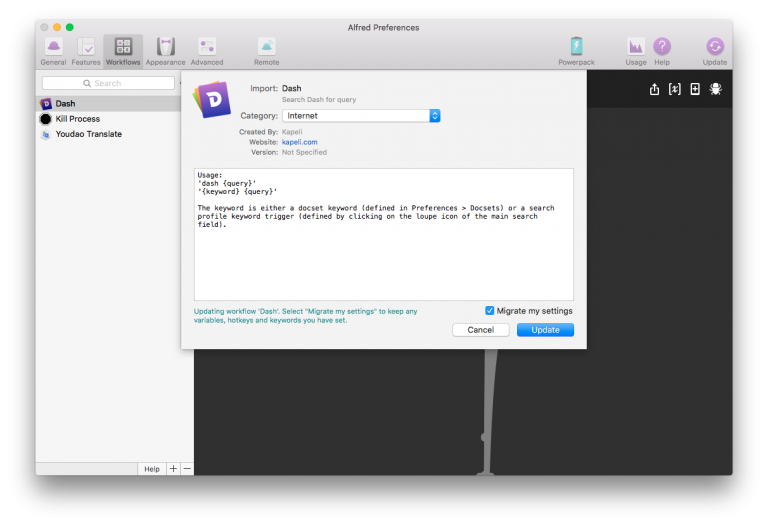 Alfred Preferences
General
Features
Workflows
Appearance
Advanced
Remote
Powerpack
Usage
Help
Update
Search
Dash
Kill Process
Youdao Translate
Import: Dash
Search Dash for query
Category: Internet
Created By: Kapeli
Website: kapeli.com
Version: Not Specified
Usage:
'dash {query}'
'{keyword} {query}'
The keyword is either a docset keyword (defined in Preferences > Docsets) or a search
profile keyword trigger (defined by clicking on the loupe icon of the main search
field).
Updating workflow 'Dash'. Select "Migrate my settings" to keep any
variables, hotkeys and keywords you have set.
Migrate my settings
Cancel
Update
Help